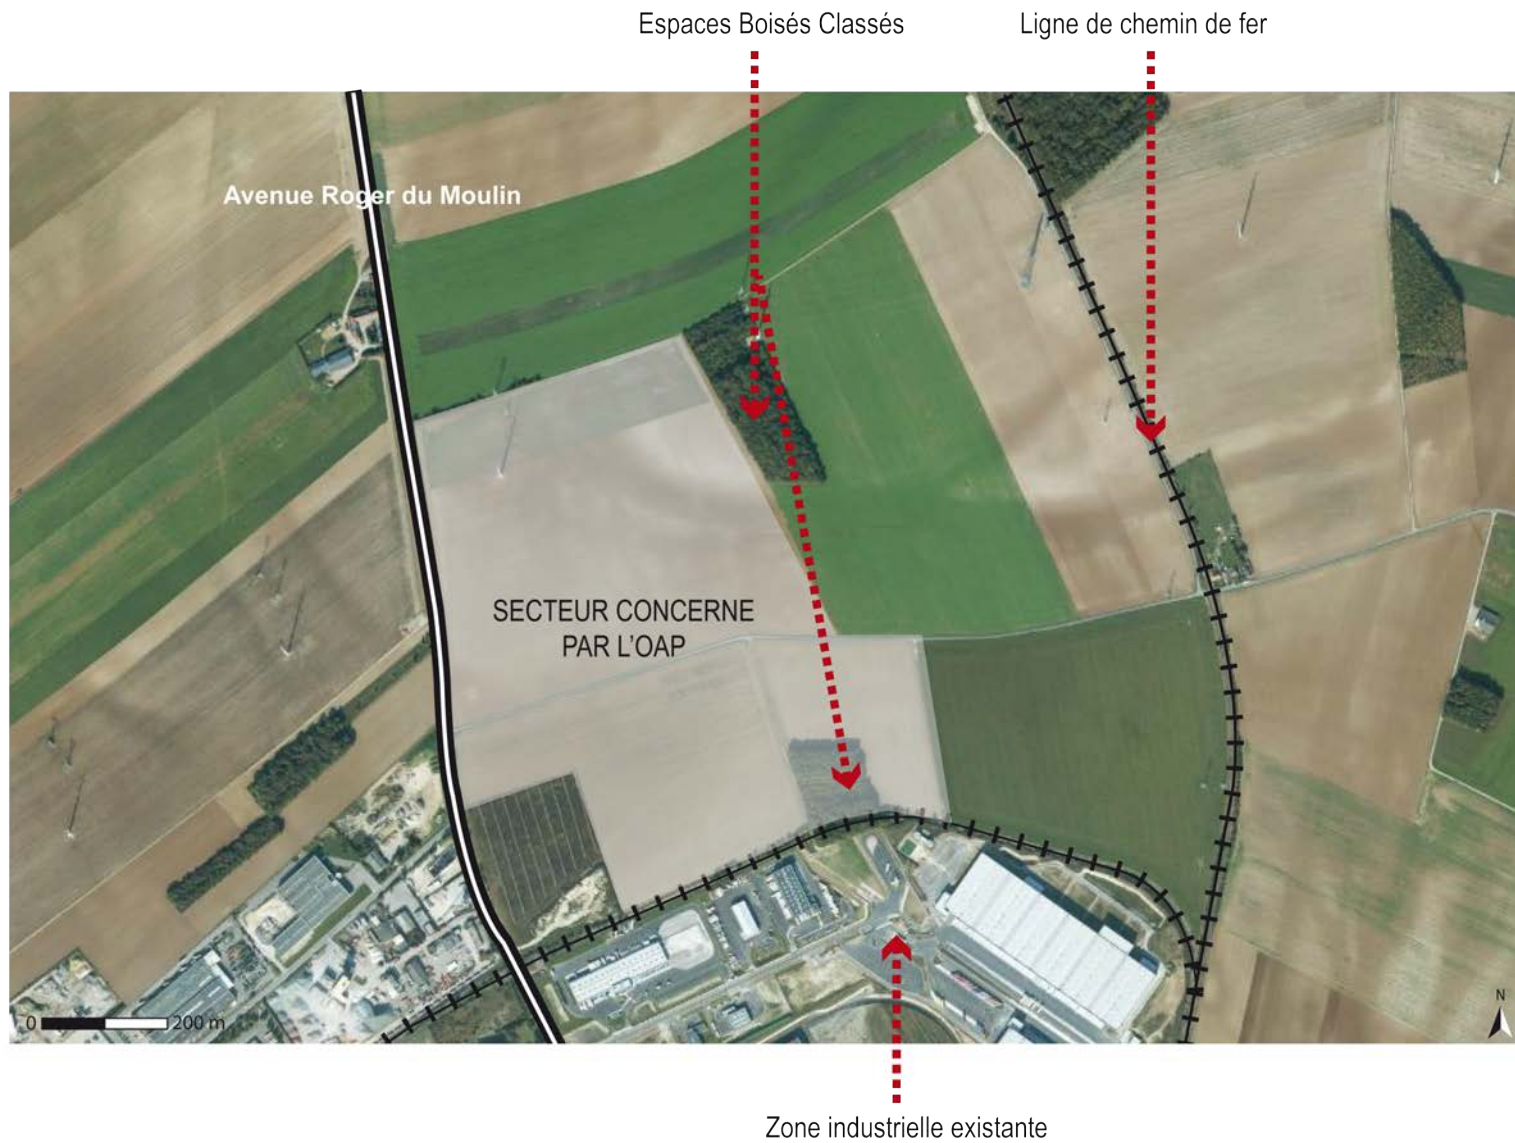 Espaces Boisés Classés
Ligne de chemin de fer
Avenue Roger du Moulin
SECTEUR CONCERNE
PAR L'OAP
0 200 m
N
Zone industrielle existante